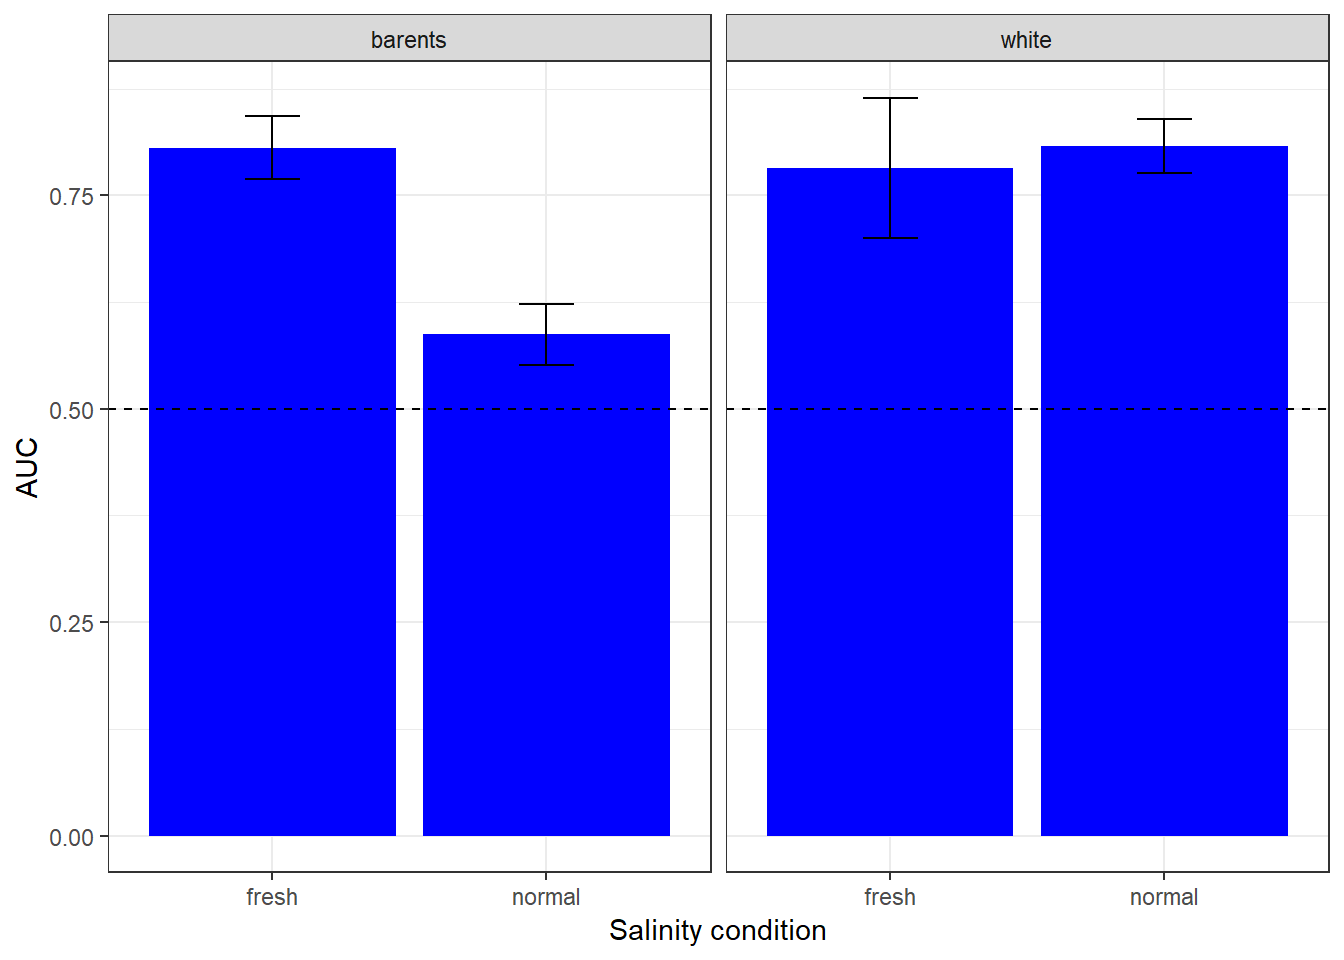 barents
white
AUC
0.75
0.50
0.25
0.00
fresh
normal
fresh
normal
Salinity condition